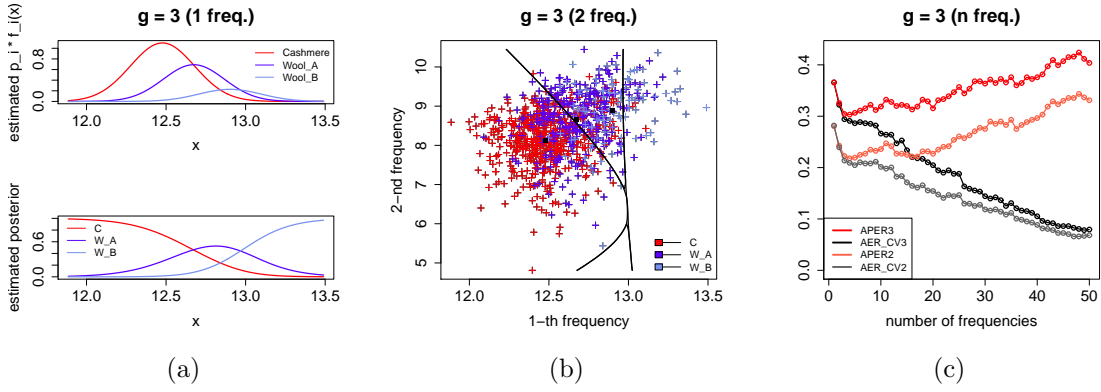 g = 3 (1 freq.)
estimated p_i * f_i(x)
0.0 0.8
Cashmere
Wool_A
Wool_B
12.0 12.5 13.0 13.5
x
estimated posterior
0.0 0.6
C
W_A
W_B
12.0 12.5 13.0 13.5
x
(a)
g = 3 (2 freq.)
2−nd frequency
5 6 7 8 9 10
C
W_A
W_B
12.0 12.5 13.0 13.5
1−th frequency
(b)
g = 3 (n freq.)
0.0 0.1 0.2 0.3 0.4
APER3
AER_CV3
APER2
AER_CV2
0 10 20 30 40 50
number of frequencies
(c)